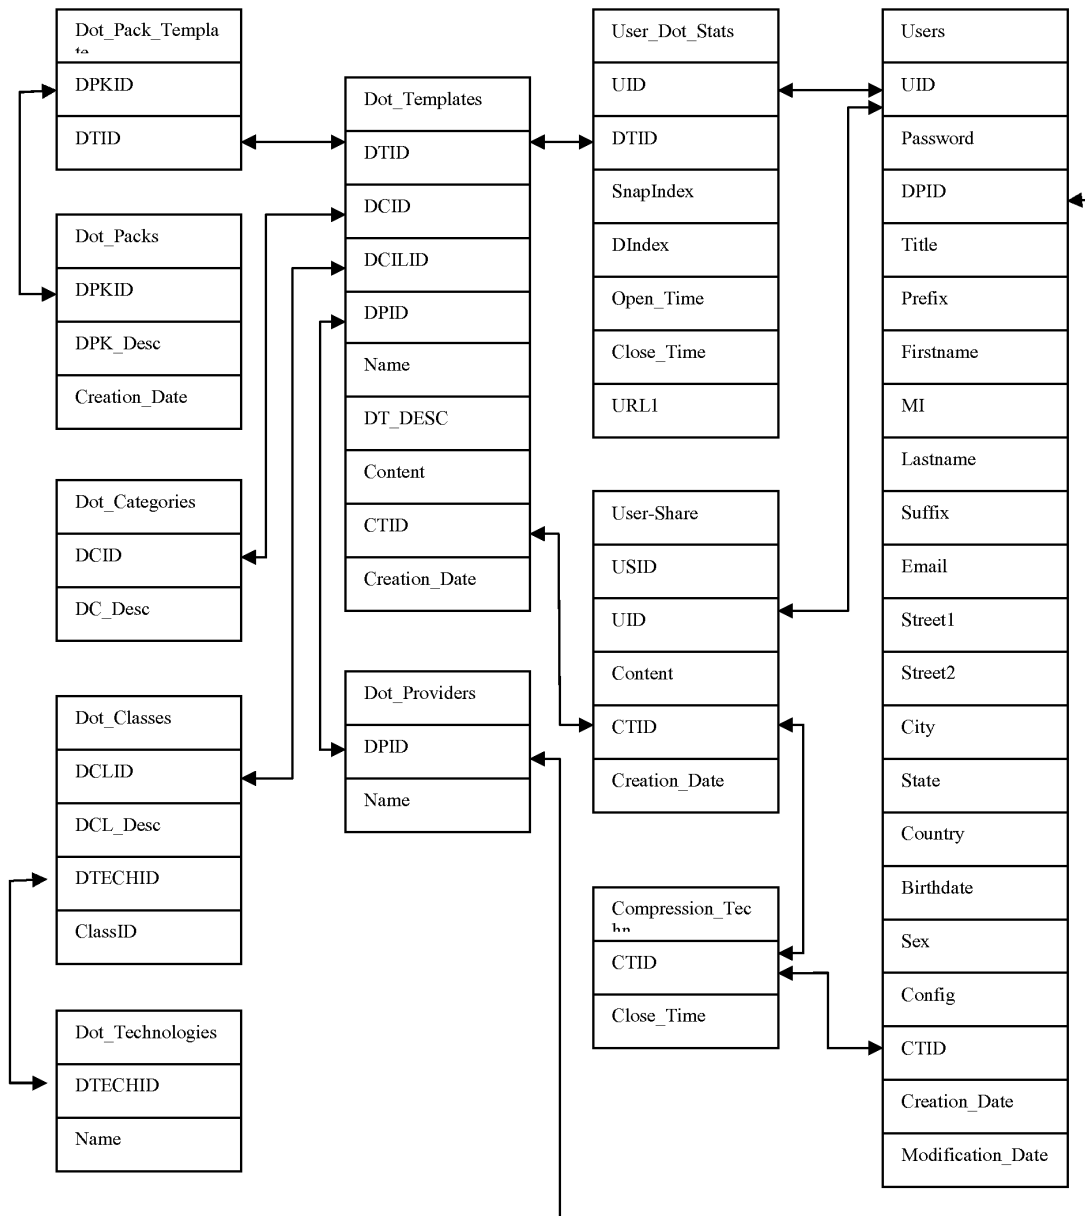 Dot_Pack_Templa
te
DPKID
DTID
Dot_Packs
DPKID
DPK_Desc
Creation_Date
Dot_Categories
DCID
DC_Desc
Dot_Classes
DCLID
DCL_Desc
DTECHID
ClassID
Dot_Technologies
DTECHID
Name
Dot_Templates
DTID
DCID
DCILID
DPID
Name
DT_DESC
Content
CTID
Creation_Date
Dot_Providers
DPID
Name
User_Dot_Stats
UID
DTID
SnapIndex
DIndex
Open_Time
Close_Time
URL1
User-Share
USID
UID
Content
CTID
Creation_Date
Compression_Tec
hn
CTID
Close_Time
Users
UID
Password
DPID
Title
Prefix
Firstname
MI
Lastname
Suffix
Email
Street1
Street2
City
State
Country
Birthdate
Sex
Config
CTID
Creation_Date
Modification_Date